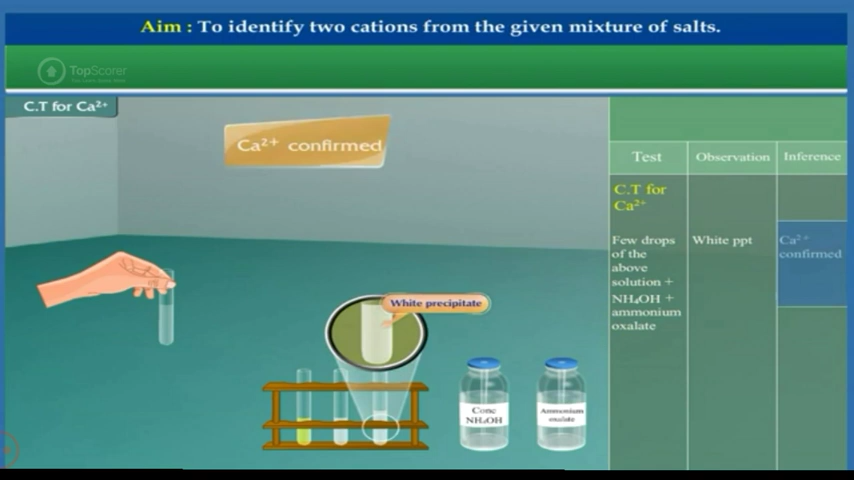 Aim : To identify two cations from the given mixture of salts.
TopScorer
C.T for Ca²⁺
Ca²⁺ confirmed
White precipitate
Conc
NH₄OH
Ammonium
oxalate
Test Observation Inference
C.T for
Ca²⁺
Few drops
of the
above
solution +
NH₄OH +
ammonium
oxalate
White ppt
Ca²⁺
confirmed